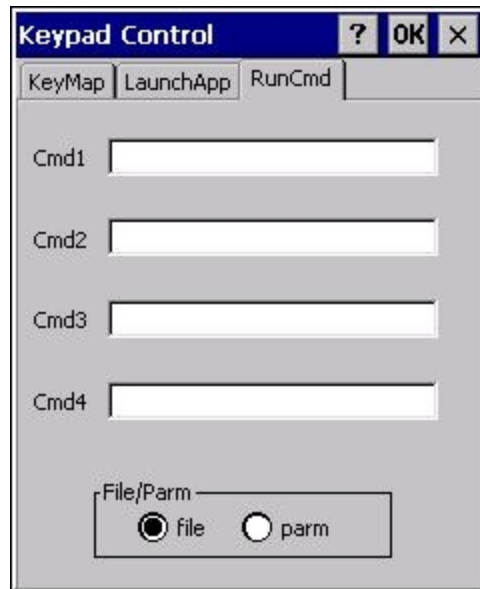 Keypad Control ? OK ×
KeyMap LaunchApp RunCmd
Cmd1
Cmd2
Cmd3
Cmd4
File/Parm
file parm